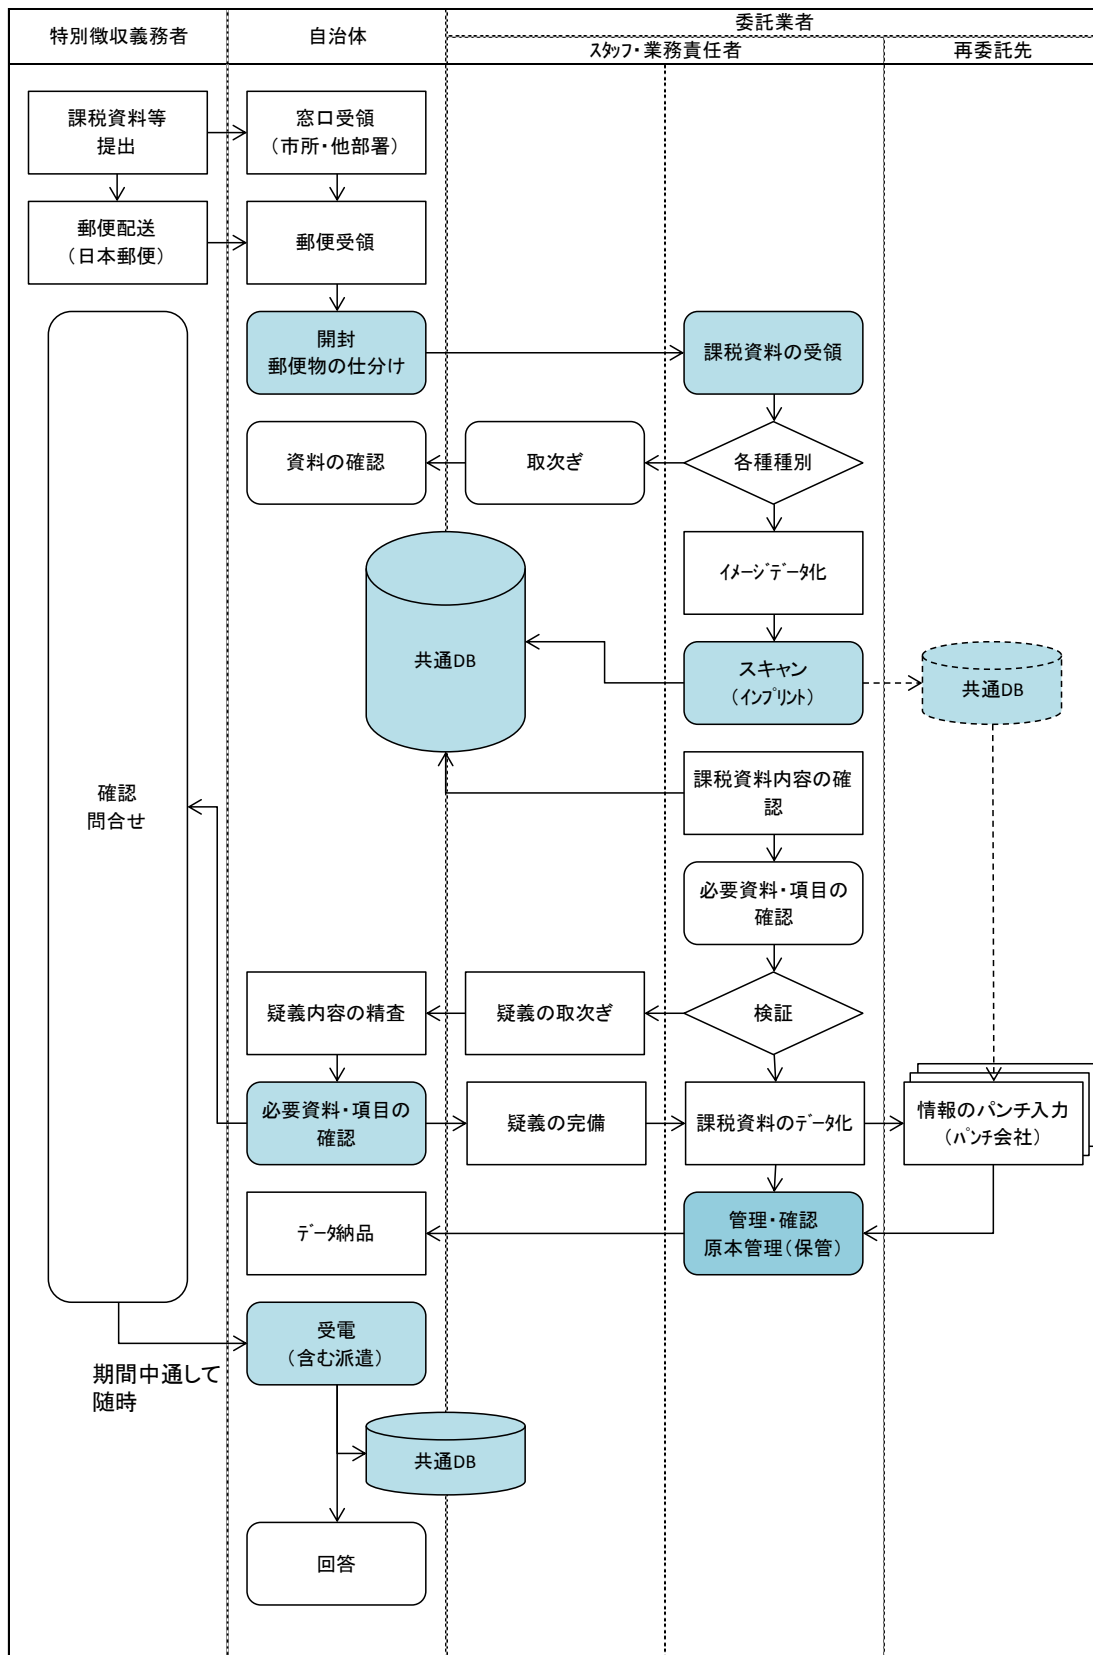 特別徴収義務者
自治体
委託業者
スタッフ・業務責任者
再委託先
課税資料等
提出
窓口受領
（市所・他部署）
郵便配送
（日本郵便）
郵便受領
開封
郵便物の仕分け
課税資料の受領
資料の確認
取次ぎ
各種種別
イメージデータ化
共通DB
スキャン
（インプリント）
共通DB
課税資料内容の確
認
確認
問合せ
必要資料・項目の
確認
疑義内容の精査
疑義の取次ぎ
検証
必要資料・項目の
確認
疑義の完備
課税資料のデータ化
情報のパンチ入力
（パンチ会社）
データ納品
管理・確認
原本管理（保管）
受電
（含む派遣）
期間中通して
随時
共通DB
回答